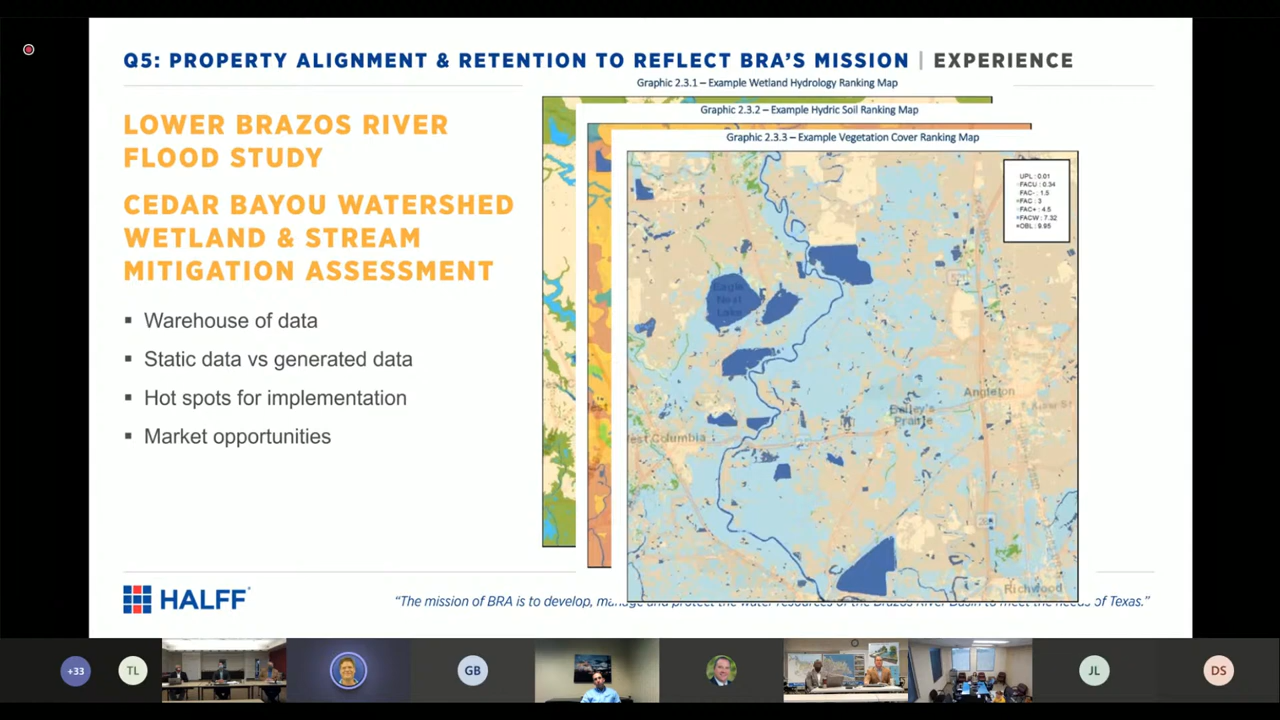 Q5: PROPERTY ALIGNMENT & RETENTION TO REFLECT BRA'S MISSION | EXPERIENCE
Graphic 2.3.1 – Example Wetland Hydrology Ranking Map
Graphic 2.3.2 – Example Hydric Soil Ranking Map
Graphic 2.3.3 – Example Vegetation Cover Ranking Map
LOWER BRAZOS RIVER
FLOOD STUDY
CEDAR BAYOU WATERSHED
WETLAND & STREAM
MITIGATION ASSESSMENT
▪ Warehouse of data
▪ Static data vs generated data
▪ Hot spots for implementation
▪ Market opportunities
UPL : 0.01
FACU : 0.34
FAC- : 1.5
FAC : 3
FAC+ : 4.5
FACW : 7.32
OBL : 9.95
Eagle
Nest
Lake
Angleton
Bailey's
Prairie
West Columbia
Richwood
HALFF
“The mission of BRA is to develop, manage and protect the water resources of the Brazos River Basin to meet the needs of Texas.”
+33
TL
GB
JL
DS